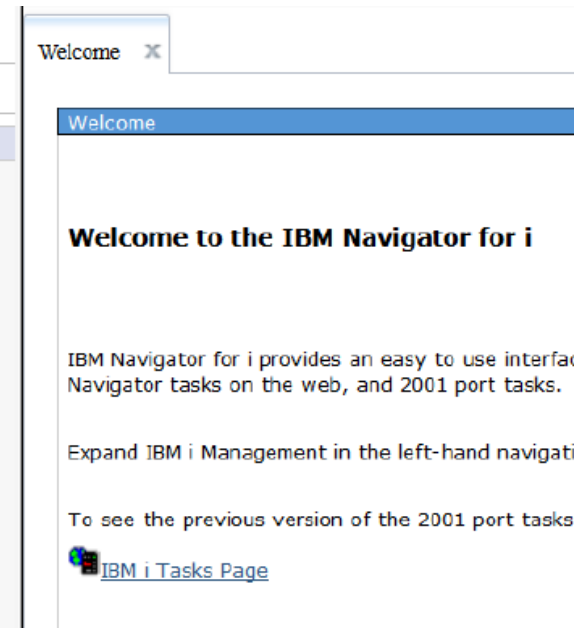 Welcome
Welcome
Welcome to the IBM Navigator for i
IBM Navigator for i provides an easy to use
Navigator tasks on the web, and 2001 port tasks.
Expand IBM i Management in the left-hand
To see the previous version of the 2001 port tasks
IBM i Tasks Page